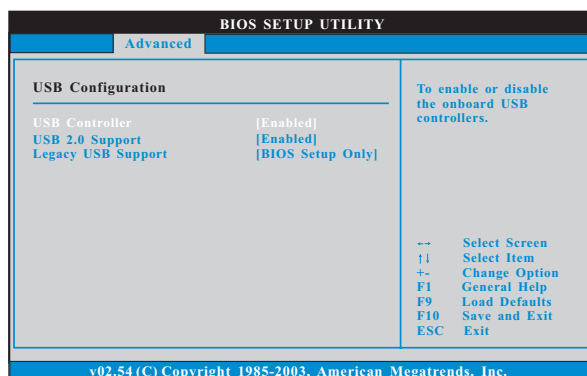 BIOS SETUP UTILITY
Advanced
USB Configuration
USB Controller [Enabled]
USB 2.0 Support [Enabled]
Legacy USB Support [BIOS Setup Only]
To enable or disable
the onboard USB
controllers.
←→ Select Screen
↑↓ Select Item
+- Change Option
F1 General Help
F9 Load Defaults
F10 Save and Exit
ESC Exit
v02.54 (C) Copyright 1985-2003, American Megatrends, Inc.